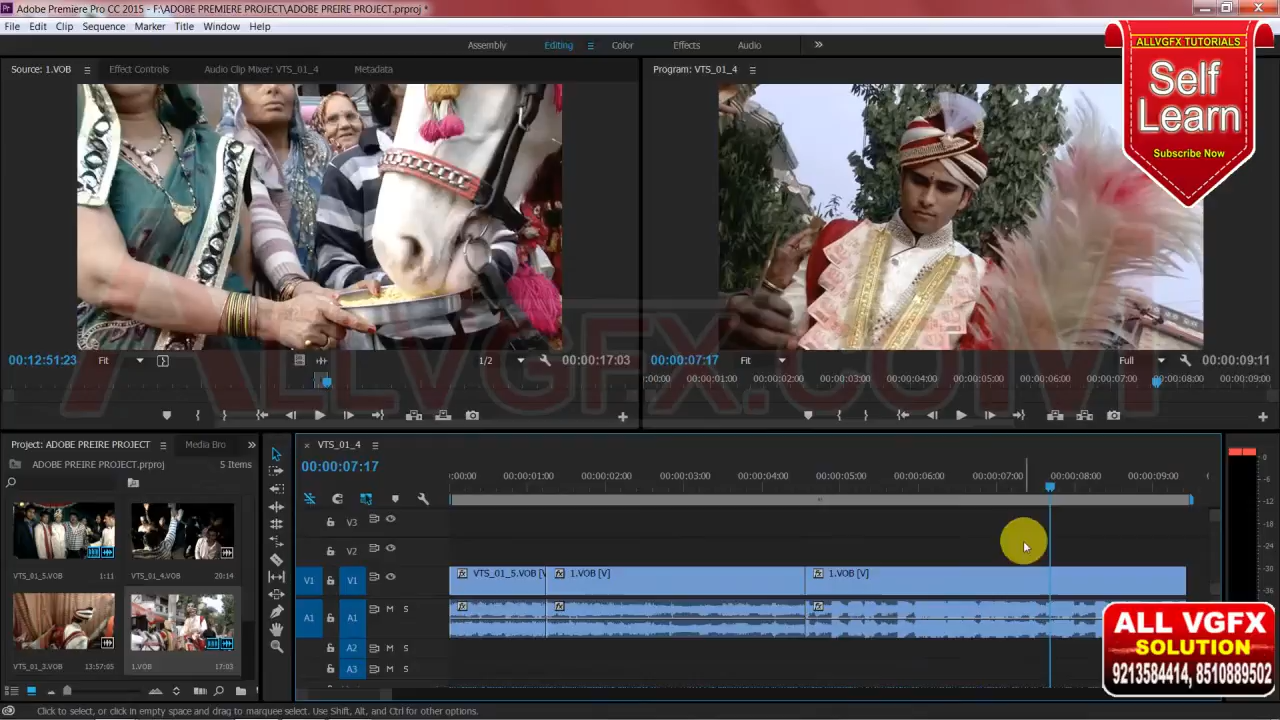 Adobe Premiere Pro CC 2015 - F:\ADOBE PREMIERE PROJECT\ADOBE PREIRE PROJECT.prproj *
File Edit Clip Sequence Marker Title Window Help
Assembly Editing Color Effects Audio
ALLVGFX TUTORIALS
Self
Learn
Subscribe Now
Source: 1.VOB Effect Controls Audio Clip Mixer: VTS_01_4 Metadata
Program: VTS_01_4
ALLVGFX.COM
00:12:51:23 Fit 1/2 00:00:17:03
00:00:07:17 Fit Full 00:00:09:11
:00:00 00:00:01:00 00:00:02:00 00:00:03:00 00:00:04:00 00:00:05:00 00:00:06:00 00:00:07:00 00:00:08:00 00:00:09:00
Project: ADOBE PREIRE PROJECT Media Bro
ADOBE PREIRE PROJECT.prproj 5 Items
VTS_01_5.VOB 1:11
VTS_01_4.VOB 20:14
VTS_01_3.VOB 13:57:05
1.VOB 17:03
VTS_01_4
00:00:07:17
:00:00 00:00:01:00 00:00:02:00 00:00:03:00 00:00:04:00 00:00:05:00 00:00:06:00 00:00:07:00 00:00:08:00 00:00:09:00
V3
V2
V1 V1 VTS_01_5.VOB [V 1.VOB [V] 1.VOB [V]
A1 A1 M S
A2 M S
A3 M S
0
-6
-12
-18
-24
-30
-36
ALL VGFX
SOLUTION
9213584414, 8510889502
Click to select, or click in empty space and drag to marquee select. Use Shift, Alt, and Ctrl for other options.